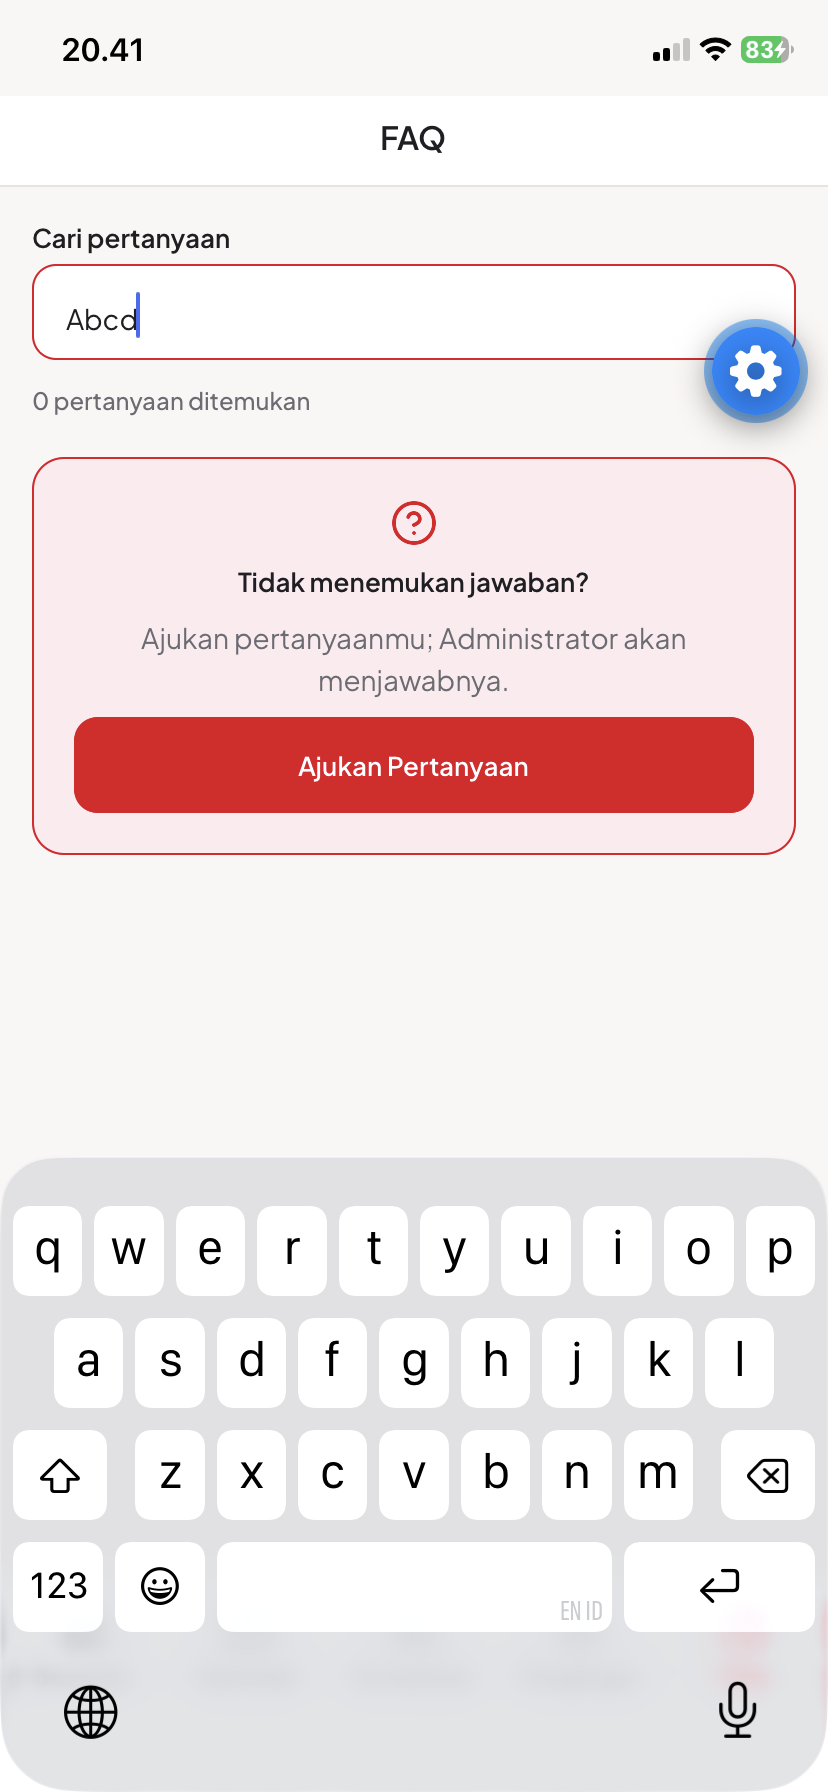 20.41
83
FAQ
Cari pertanyaan
Abcd
0 pertanyaan ditemukan
Tidak menemukan jawaban?
Ajukan pertanyaanmu; Administrator akan
menjawabnya.
Ajukan Pertanyaan
q w e r t y u i o p
a s d f g h j k l
z x c v b n m
123
EN ID